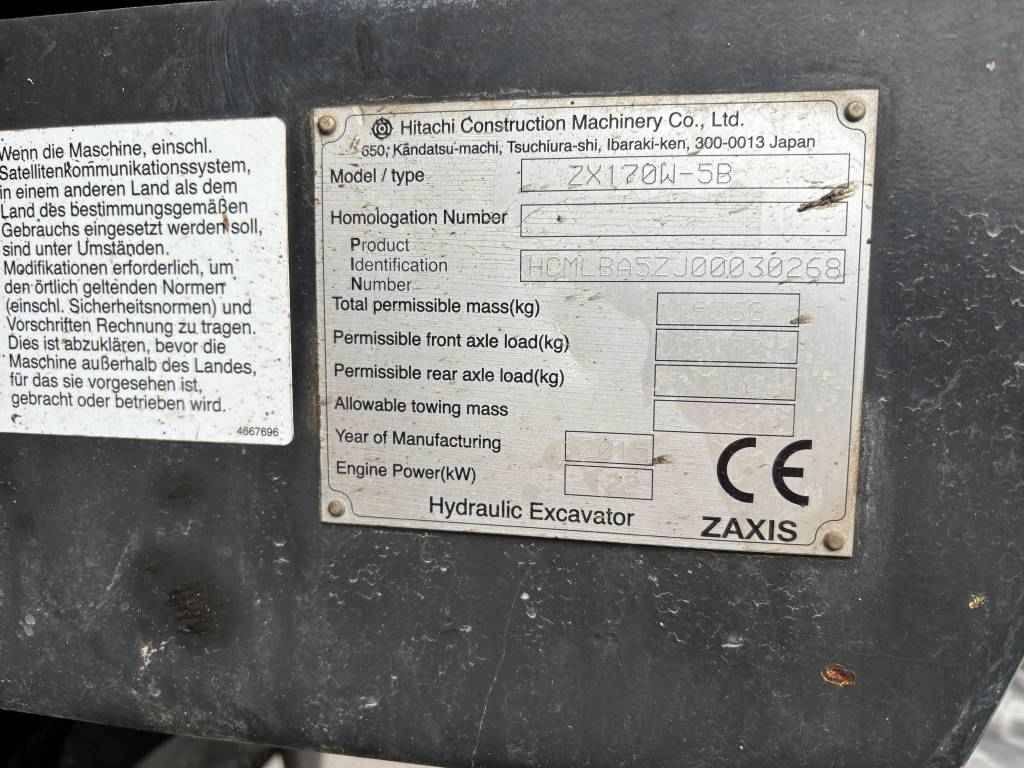 Wenn die Maschine, einschl.
Satellitenkommunikationssystem,
in einem anderen Land als dem
Land des bestimmungsgemäßen
Gebrauchs eingesetzt werden soll,
sind unter Umständen.
Modifikationen erforderlich, um
den örtlich geltenden Normen
(einschl. Sicherheitsnormen) und
Vorschriften Rechnung zu tragen.
Dies ist abzuklären, bevor die
Maschine außerhalb des Landes,
für das sie vorgesehen ist,
gebracht oder betrieben wird.
4667696
Hitachi Construction Machinery Co., Ltd.
650, Kandatsu-machi, Tsuchiura-shi, Ibaraki-ken, 300-0013 Japan
Model / type ZX170W-5B
Homologation Number
Product
Identification HCMLBA5ZJ00030268
Number
Total permissible mass(kg)
Permissible front axle load(kg)
Permissible rear axle load(kg)
Allowable towing mass
Year of Manufacturing
Engine Power(kW)
Hydraulic Excavator
CE
ZAXIS